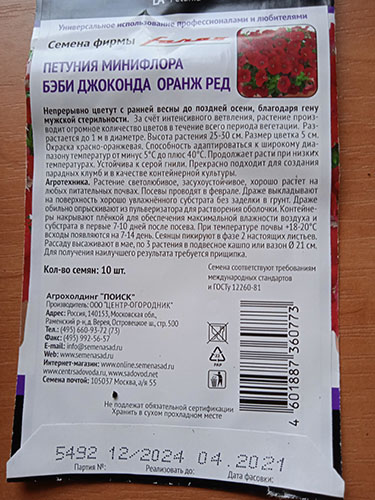 Универсальное использование профессионалами и любителями
Семена фирмы
ПЕТУНИЯ МИНИФЛОРА
БЭБИ ДЖОКОНДА ОРАНЖ РЕД
Непрерывно цветут с ранней весны до поздней осени, благодаря гену
мужской стерильности. За счёт интенсивного ветвления, растение произ-
водит огромное количество цветов в течение всего периода вегетации. Разрас-
тается до 1 м в диаметре. Высота растения 25-30 см. Размер цветка 5 см.
Окраска красно-оранжевая. Способность адаптироваться к широкому диа-
пазону температур от минус 5°С до плюс 40°С. Продолжает расти при низких
температурах. Устойчива к серой гнили. Прекрасно подходит для создания
парадных клумб и в качестве контейнерной культуры.
Агротехника. Растение светолюбивое, засухоустойчивое, хорошо растет на
любых питательных почвах. Посевы проводят в феврале. Драже выкладывают
на поверхность хорошо увлажнённого субстрата без заделки в грунт. Драже
обильно опрыскивают из пульверизатора для растворения оболочки. Контейне-
ры накрывают плёнкой для обеспечения максимальной влажности воздуха и
субстрата в первые 7-10 дней после посева. При температуре почвы +18-20°С
всходы появляются на 7-14 день. Сеянцы пикируют в фазе 2 настоящих листьев.
Рассаду высаживают в мае, по 3 растения в подвесное кашпо или вазон Ø 21 см.
Для получения наилучшего результата требуется прищипка.
Кол-во семян: 10 шт.
Семена соответствуют требованиям
международных стандартов
и ГОСТу 12260-81
Агрохолдинг "ПОИСК"
Производитель: ООО "ЦЕНТР-ОГОРОДНИК"
Адрес: Россия, 140153, Московская обл.,
Раменский р-н,д. Верея, Островецкое ш., стр. 500
Тел.: (495) 660-93-72 (73)
Факс: (495) 992-56-57
E-mail: info@semenasad.ru
Web: www.semenasad.ru
Интернет-магазин: www.online.semenasad.ru
www.centrsadovoda.ru, www.sadovod.net
Семена почтой: 105037 Москва, а/я 55
PAP
4 601887 360773
Не подлежат обязательной сертификации
Хранить в сухом прохладном месте
5492 12/2024 04.2021
Партия №: Реализовать до: Дата фасовки: